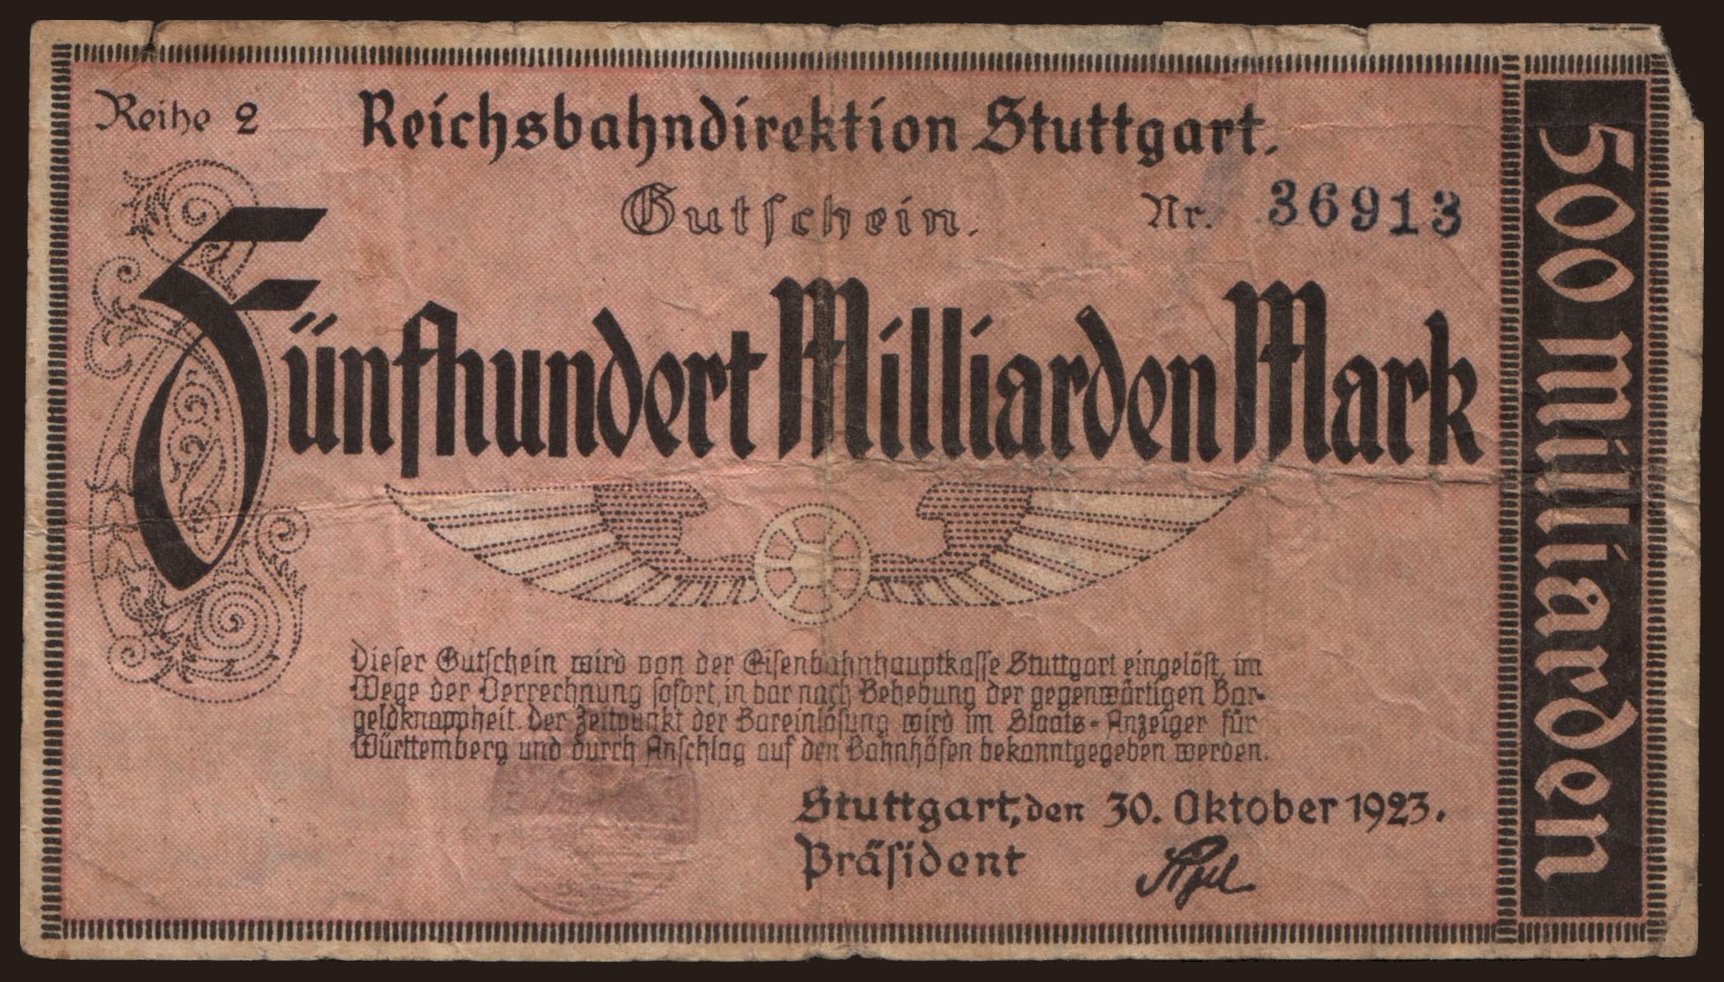 Reihe 2
Reichsbahndirektion Stuttgart.
Gutschein.
Nr. 36913
Fünfhundert Milliarden Mark
Dieser Gutschein wird von der Eisenbahnhauptkasse Stuttgart eingelöst, im
Wege der Verrechnung sofort, in bar nach Behebung der gegenwärtigen Bar-
geldknappheit. Der Zeitpunkt der Bareinlösung wird im Staats-Anzeiger für
Württemberg und durch Anschlag auf den Bahnhöfen bekanntgegeben werden.
Stuttgart, den 30. Oktober 1923.
Präsident
500 Milliarden